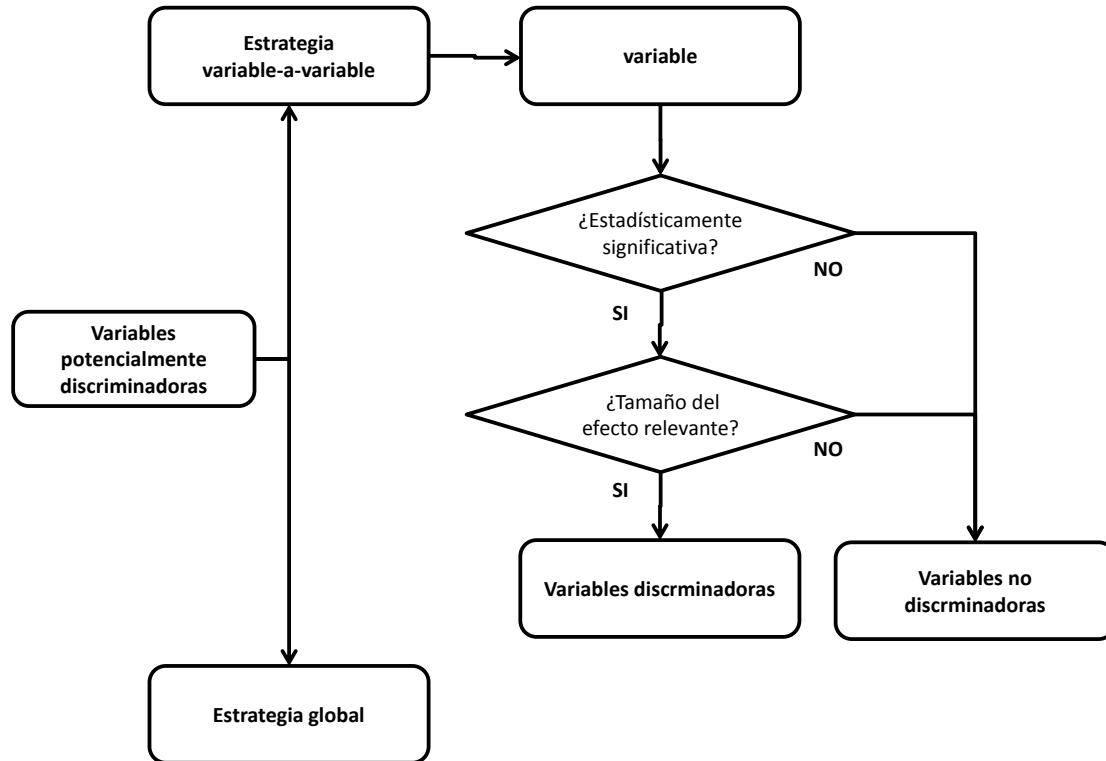 Estrategia
variable-a-variable
variable
¿Estadísticamente
significativa?
NO
SI
Variables
potencialmente
discriminadoras
¿Tamaño del
efecto relevante?
NO
SI
Variables discrminadoras
Variables no
discrminadoras
Estrategia global